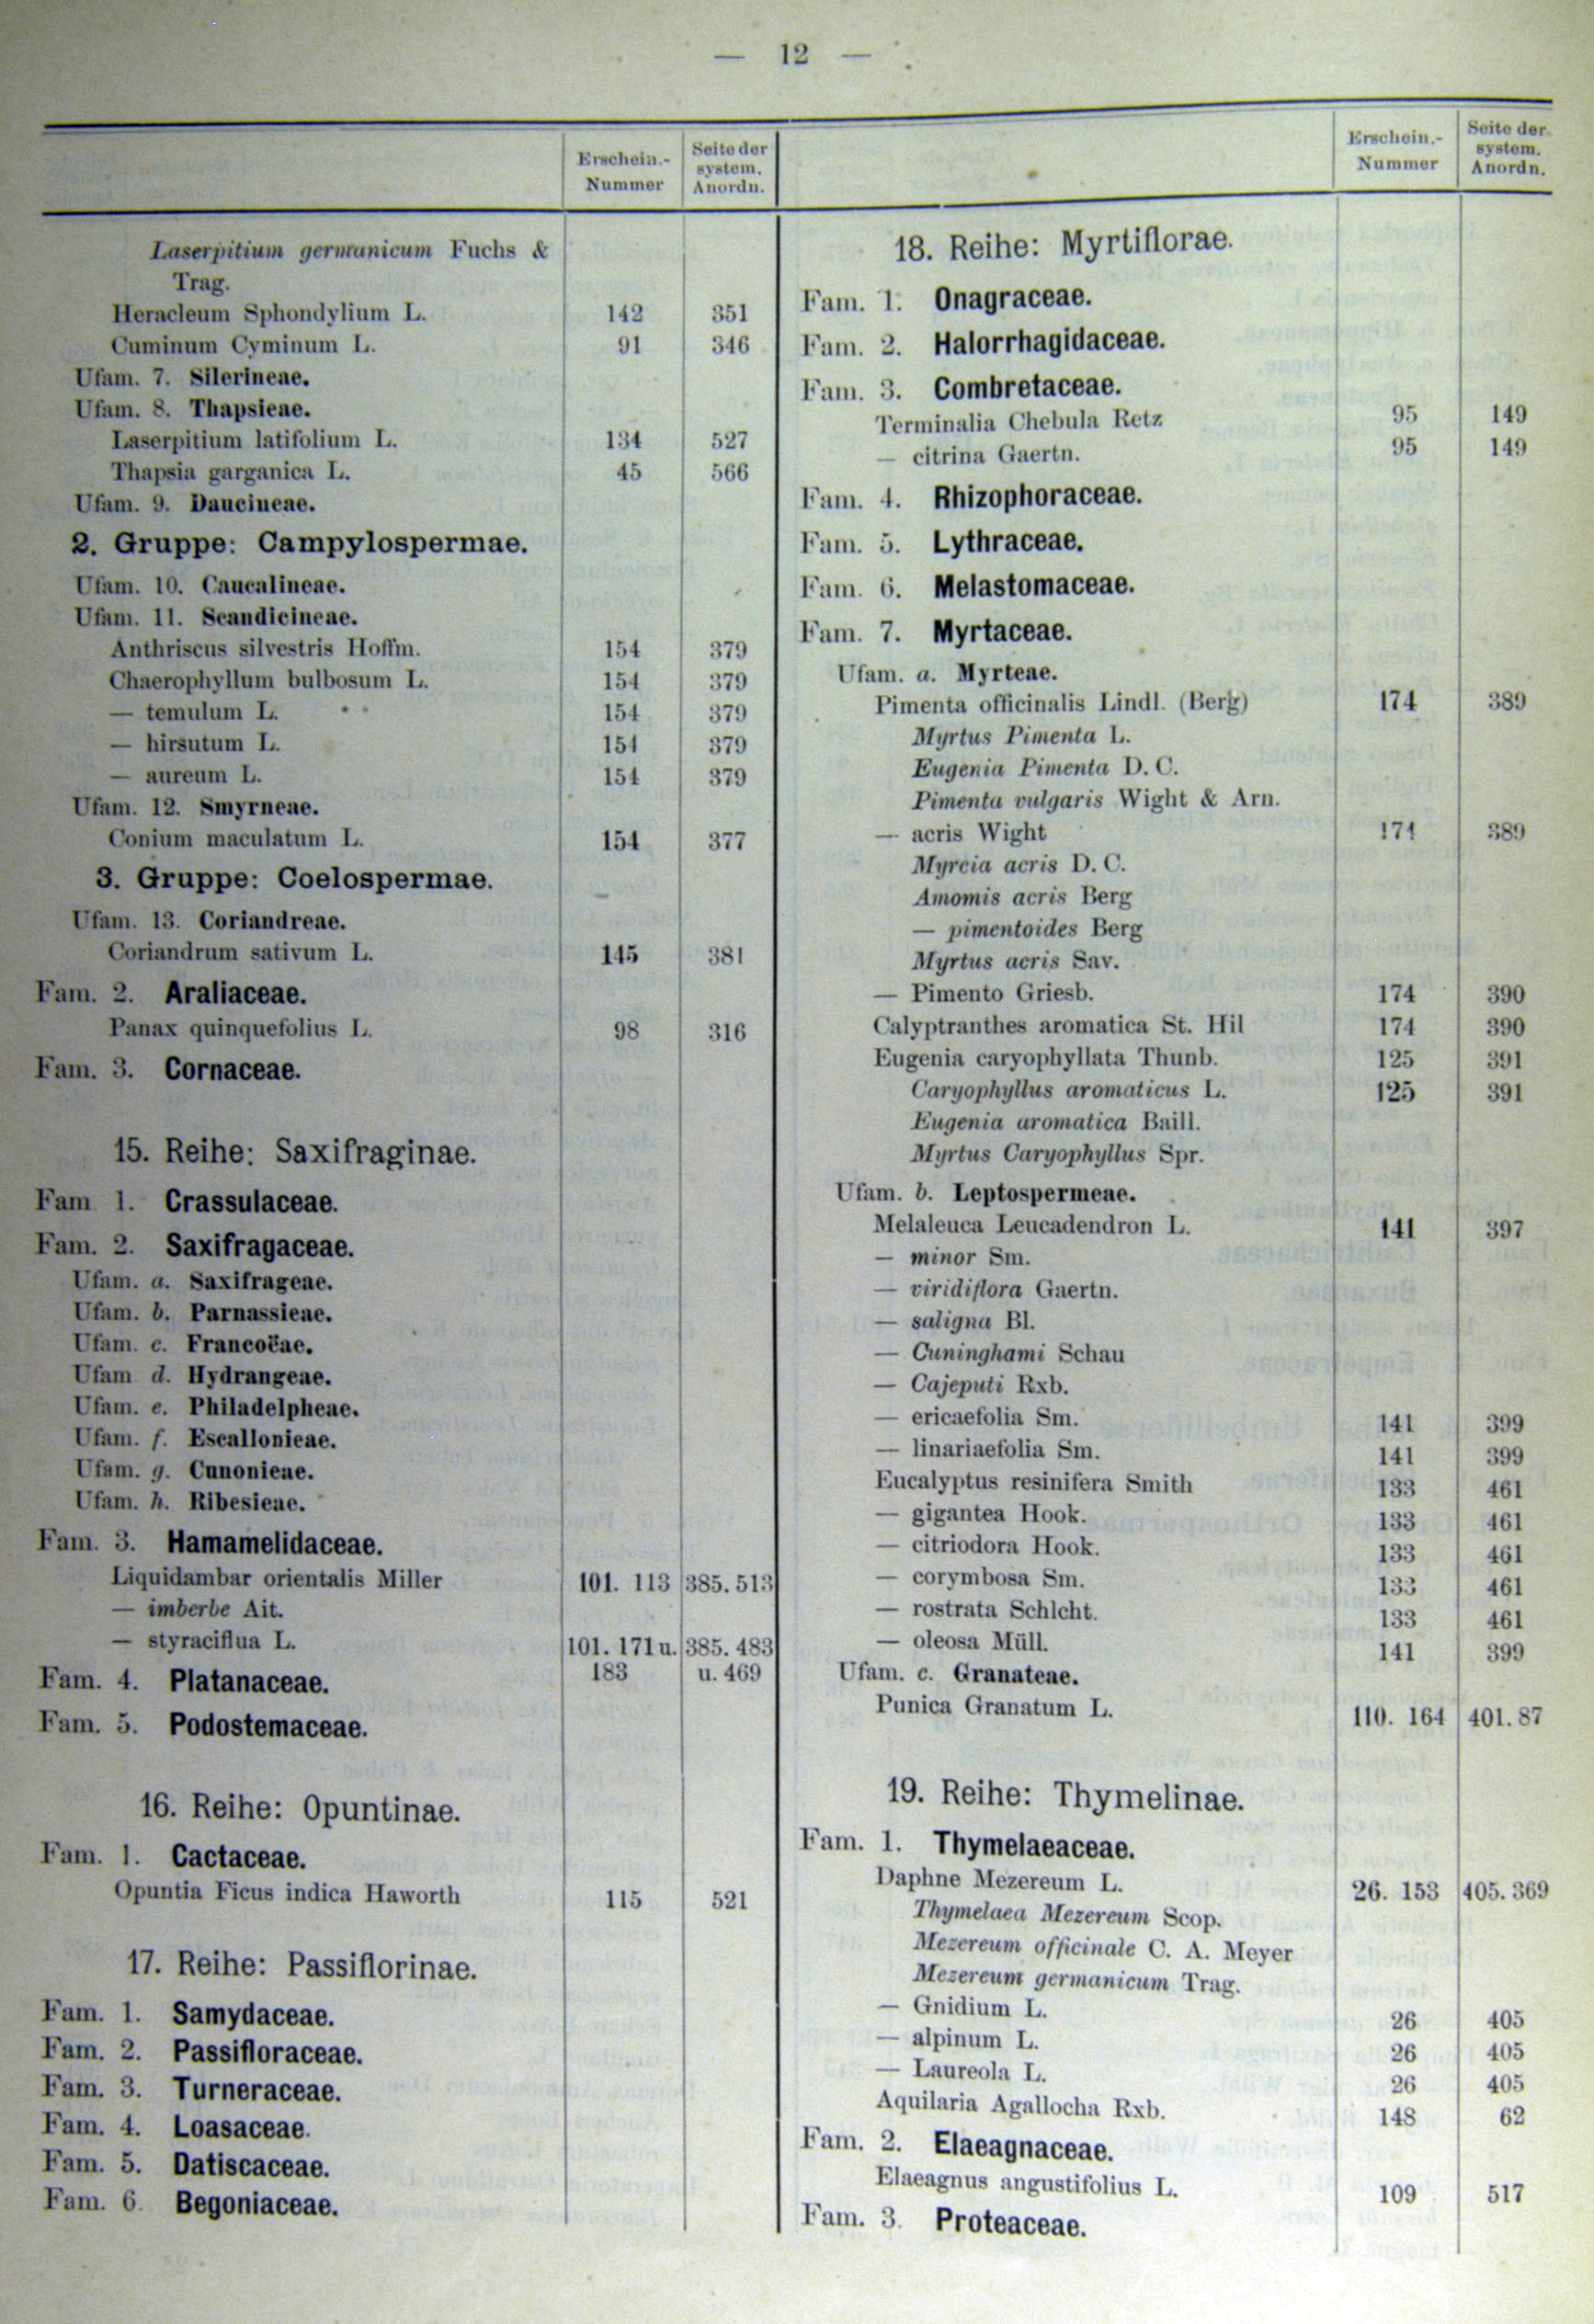 — 12 —
Erschein.-
Nummer
Seite der
system.
Anordn.
Laserpitium germanicum Fuchs &
Trag.
Heracleum Sphondylium L. 142 351
Cuminum Cyminum L. 91 346
Ufam. 7. Silerineae.
Ufam. 8. Thapsieae.
Laserpitium latifolium L. 134 527
Thapsia garganica L. 45 566
Ufam. 9. Daucineae.
2. Gruppe: Campylospermae.
Ufam. 10. Caucalineae.
Ufam. 11. Scandicineae.
Anthriscus silvestris Hoffm. 154 379
Chaerophyllum bulbosum L. 154 379
— temulum L. 154 379
— hirsutum L. 154 379
— aureum L. 154 379
Ufam. 12. Smyrneae.
Conium maculatum L. 154 377
3. Gruppe: Coelospermae.
Ufam. 13. Coriandreae.
Coriandrum sativum L. 145 381
Fam. 2. Araliaceae.
Panax quinquefolius L. 98 316
Fam. 3. Cornaceae.
15. Reihe: Saxifraginae.
Fam 1. Crassulaceae.
Fam. 2. Saxifragaceae.
Ufam. a. Saxifrageae.
Ufam. b. Parnassieae.
Ufam. c. Francoëae.
Ufam d. Hydrangeae.
Ufam. e. Philadelpheae.
Ufam. f. Escallonieae.
Ufam. g. Cunonieae.
Ufam. h. Ribesieae.
Fam. 3. Hamamelidaceae.
Liquidambar orientalis Miller 101. 113 385. 513
— imberbe Ait.
— styraciflua L. 101. 171 u. 385. 483
183 u. 469
Fam. 4. Platanaceae.
Fam. 5. Podostemaceae.
16. Reihe: Opuntinae.
Fam. 1. Cactaceae.
Opuntia Ficus indica Haworth 115 521
17. Reihe: Passiflorinae.
Fam. 1. Samydaceae.
Fam. 2. Passifloraceae.
Fam. 3. Turneraceae.
Fam. 4. Loasaceae.
Fam. 5. Datiscaceae.
Fam. 6. Begoniaceae.
Erschein.-
Nummer
Seite der
system.
Anordn.
18. Reihe: Myrtiflorae.
Fam. 1. Onagraceae.
Fam. 2. Halorrhagidaceae.
Fam. 3. Combretaceae.
Terminalia Chebula Retz 95 149
— citrina Gaertn. 95 149
Fam. 4. Rhizophoraceae.
Fam. 5. Lythraceae.
Fam. 6. Melastomaceae.
Fam. 7. Myrtaceae.
Ufam. a. Myrteae.
Pimenta officinalis Lindl. (Berg) 174 389
Myrtus Pimenta L.
Eugenia Pimenta D. C.
Pimenta vulgaris Wight & Arn.
— acris Wight 174 389
Myrcia acris D. C.
Amomis acris Berg
— pimentoides Berg
Myrtus acris Sav.
— Pimento Griesb. 174 390
Calyptranthes aromatica St. Hil 174 390
Eugenia caryophyllata Thunb. 125 391
Caryophyllus aromaticus L. 125 391
Eugenia aromatica Baill.
Myrtus Caryophyllus Spr.
Ufam. b. Leptospermeae.
Melaleuca Leucadendron L. 141 397
— minor Sm.
— viridiflora Gaertn.
— saligna Bl.
— Cuninghami Schau
— Cajeputi Rxb.
— ericaefolia Sm. 141 399
— linariaefolia Sm. 141 399
Eucalyptus resinifera Smith 133 461
— gigantea Hook. 133 461
— citriodora Hook. 133 461
— corymbosa Sm. 133 461
— rostrata Schlcht. 133 461
— oleosa Müll. 141 399
Ufam. c. Granateae.
Punica Granatum L. 110. 164 401. 87
19. Reihe: Thymelinae.
Fam. 1. Thymelaeaceae.
Daphne Mezereum L. 26. 153 405. 369
Thymelaea Mezereum Scop.
Mezereum officinale C. A. Meyer
Mezereum germanicum Trag.
— Gnidium L. 26 405
— alpinum L. 26 405
— Laureola L. 26 405
Aquilaria Agallocha Rxb. 148 62
Fam. 2. Elaeagnaceae.
Elaeagnus angustifolius L. 109 517
Fam. 3. Proteaceae.